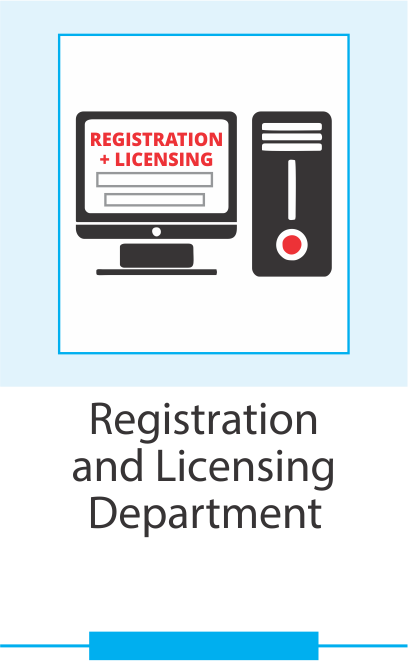 REGISTRATION
+ LICENSING
Registration
and Licensing
Department